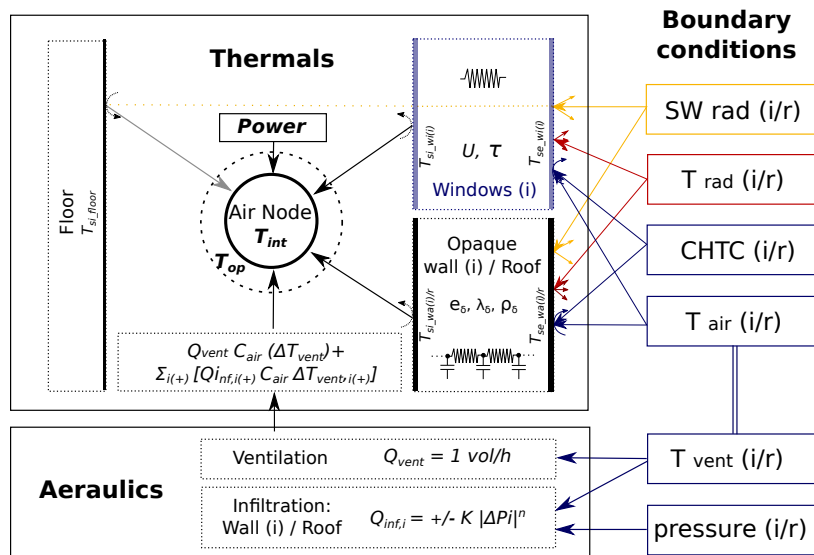 Boundary
conditions
Thermals
Power
Air Node
T_int
T_op
Floor
T_si_floor
T_si_wi(i)
T_se_wi(i)
U, τ
Windows (i)
Opaque
wall (i) / Roof
e_δ, λ_δ, ρ_δ
T_si_wa(i)/r
T_se_wa(i)/r
Q_vent C_air (ΔT_vent)+
Σ_i(+) [Qi_nf,i(+) C_air ΔT_vent,i(+)]
SW rad (i/r)
T rad (i/r)
CHTC (i/r)
T air (i/r)
T vent (i/r)
pressure (i/r)
Aeraulics
Ventilation Q_vent = 1 vol/h
Infiltration:
Wall (i) / Roof Q_inf,i = +/- K |ΔPi|^n